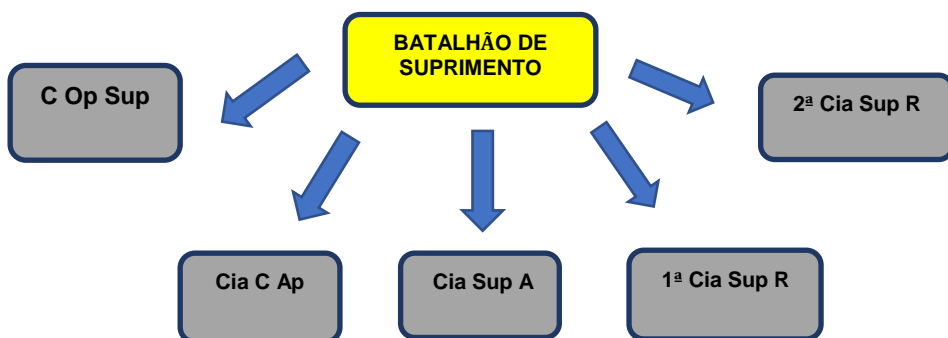 BATALHÃO DE
SUPRIMENTO
C Op Sup
2ª Cia Sup R
Cia C Ap
Cia Sup A
1ª Cia Sup R